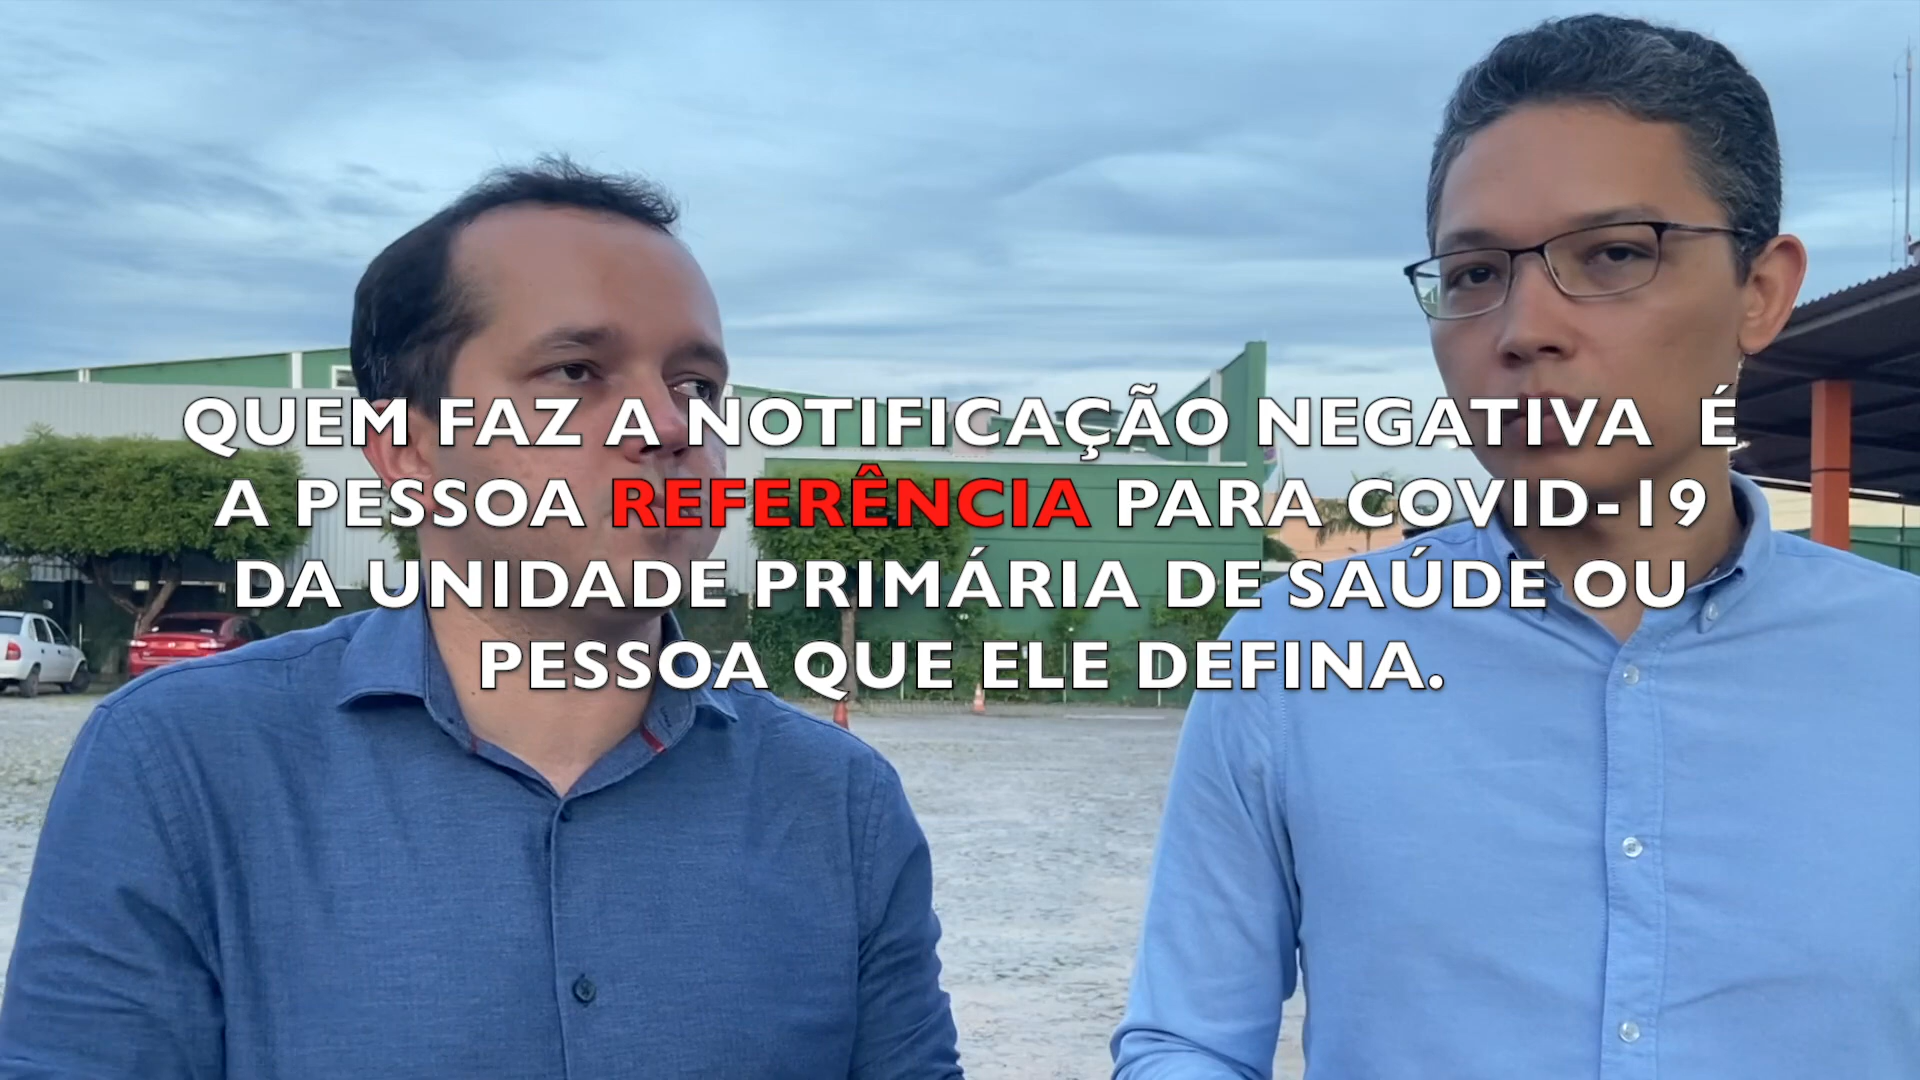 QUEM FAZ A NOTIFICAÇÃO NEGATIVA É
A PESSOA REFERÊNCIA PARA COVID-19
DA UNIDADE PRIMÁRIA DE SAÚDE OU
PESSOA QUE ELE DEFINA.